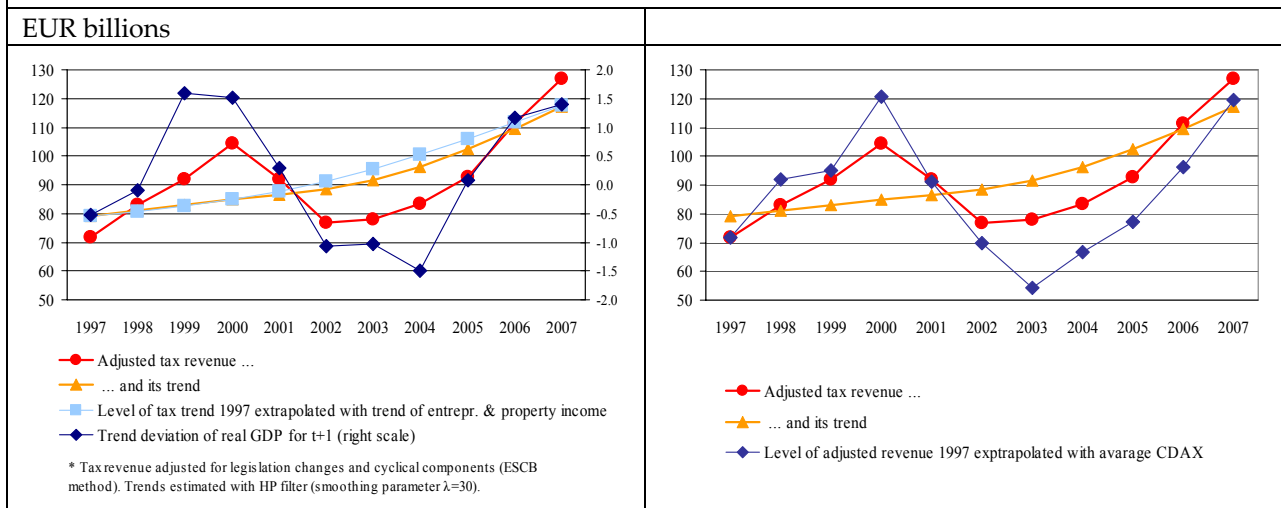 EUR billions
130 2.0
120 1.5
110 1.0
100 0.5
90 0.0
80 -0.5
70 -1.0
60 -1.5
50 -2.0
1997 1998 1999 2000 2001 2002 2003 2004 2005 2006 2007
Adjusted tax revenue ...
... and its trend
Level of tax trend 1997 extrapolated with trend of entrepr. & property income
Trend deviation of real GDP for t+1 (right scale)
* Tax revenue adjusted for legislation changes and cyclical components (ESCB
method). Trends estimated with HP filter (smoothing parameter λ=30).
130
120
110
100
90
80
70
60
50
1997 1998 1999 2000 2001 2002 2003 2004 2005 2006 2007
Adjusted tax revenue ...
... and its trend
Level of adjusted revenue 1997 exptrapolated with avarage CDAX